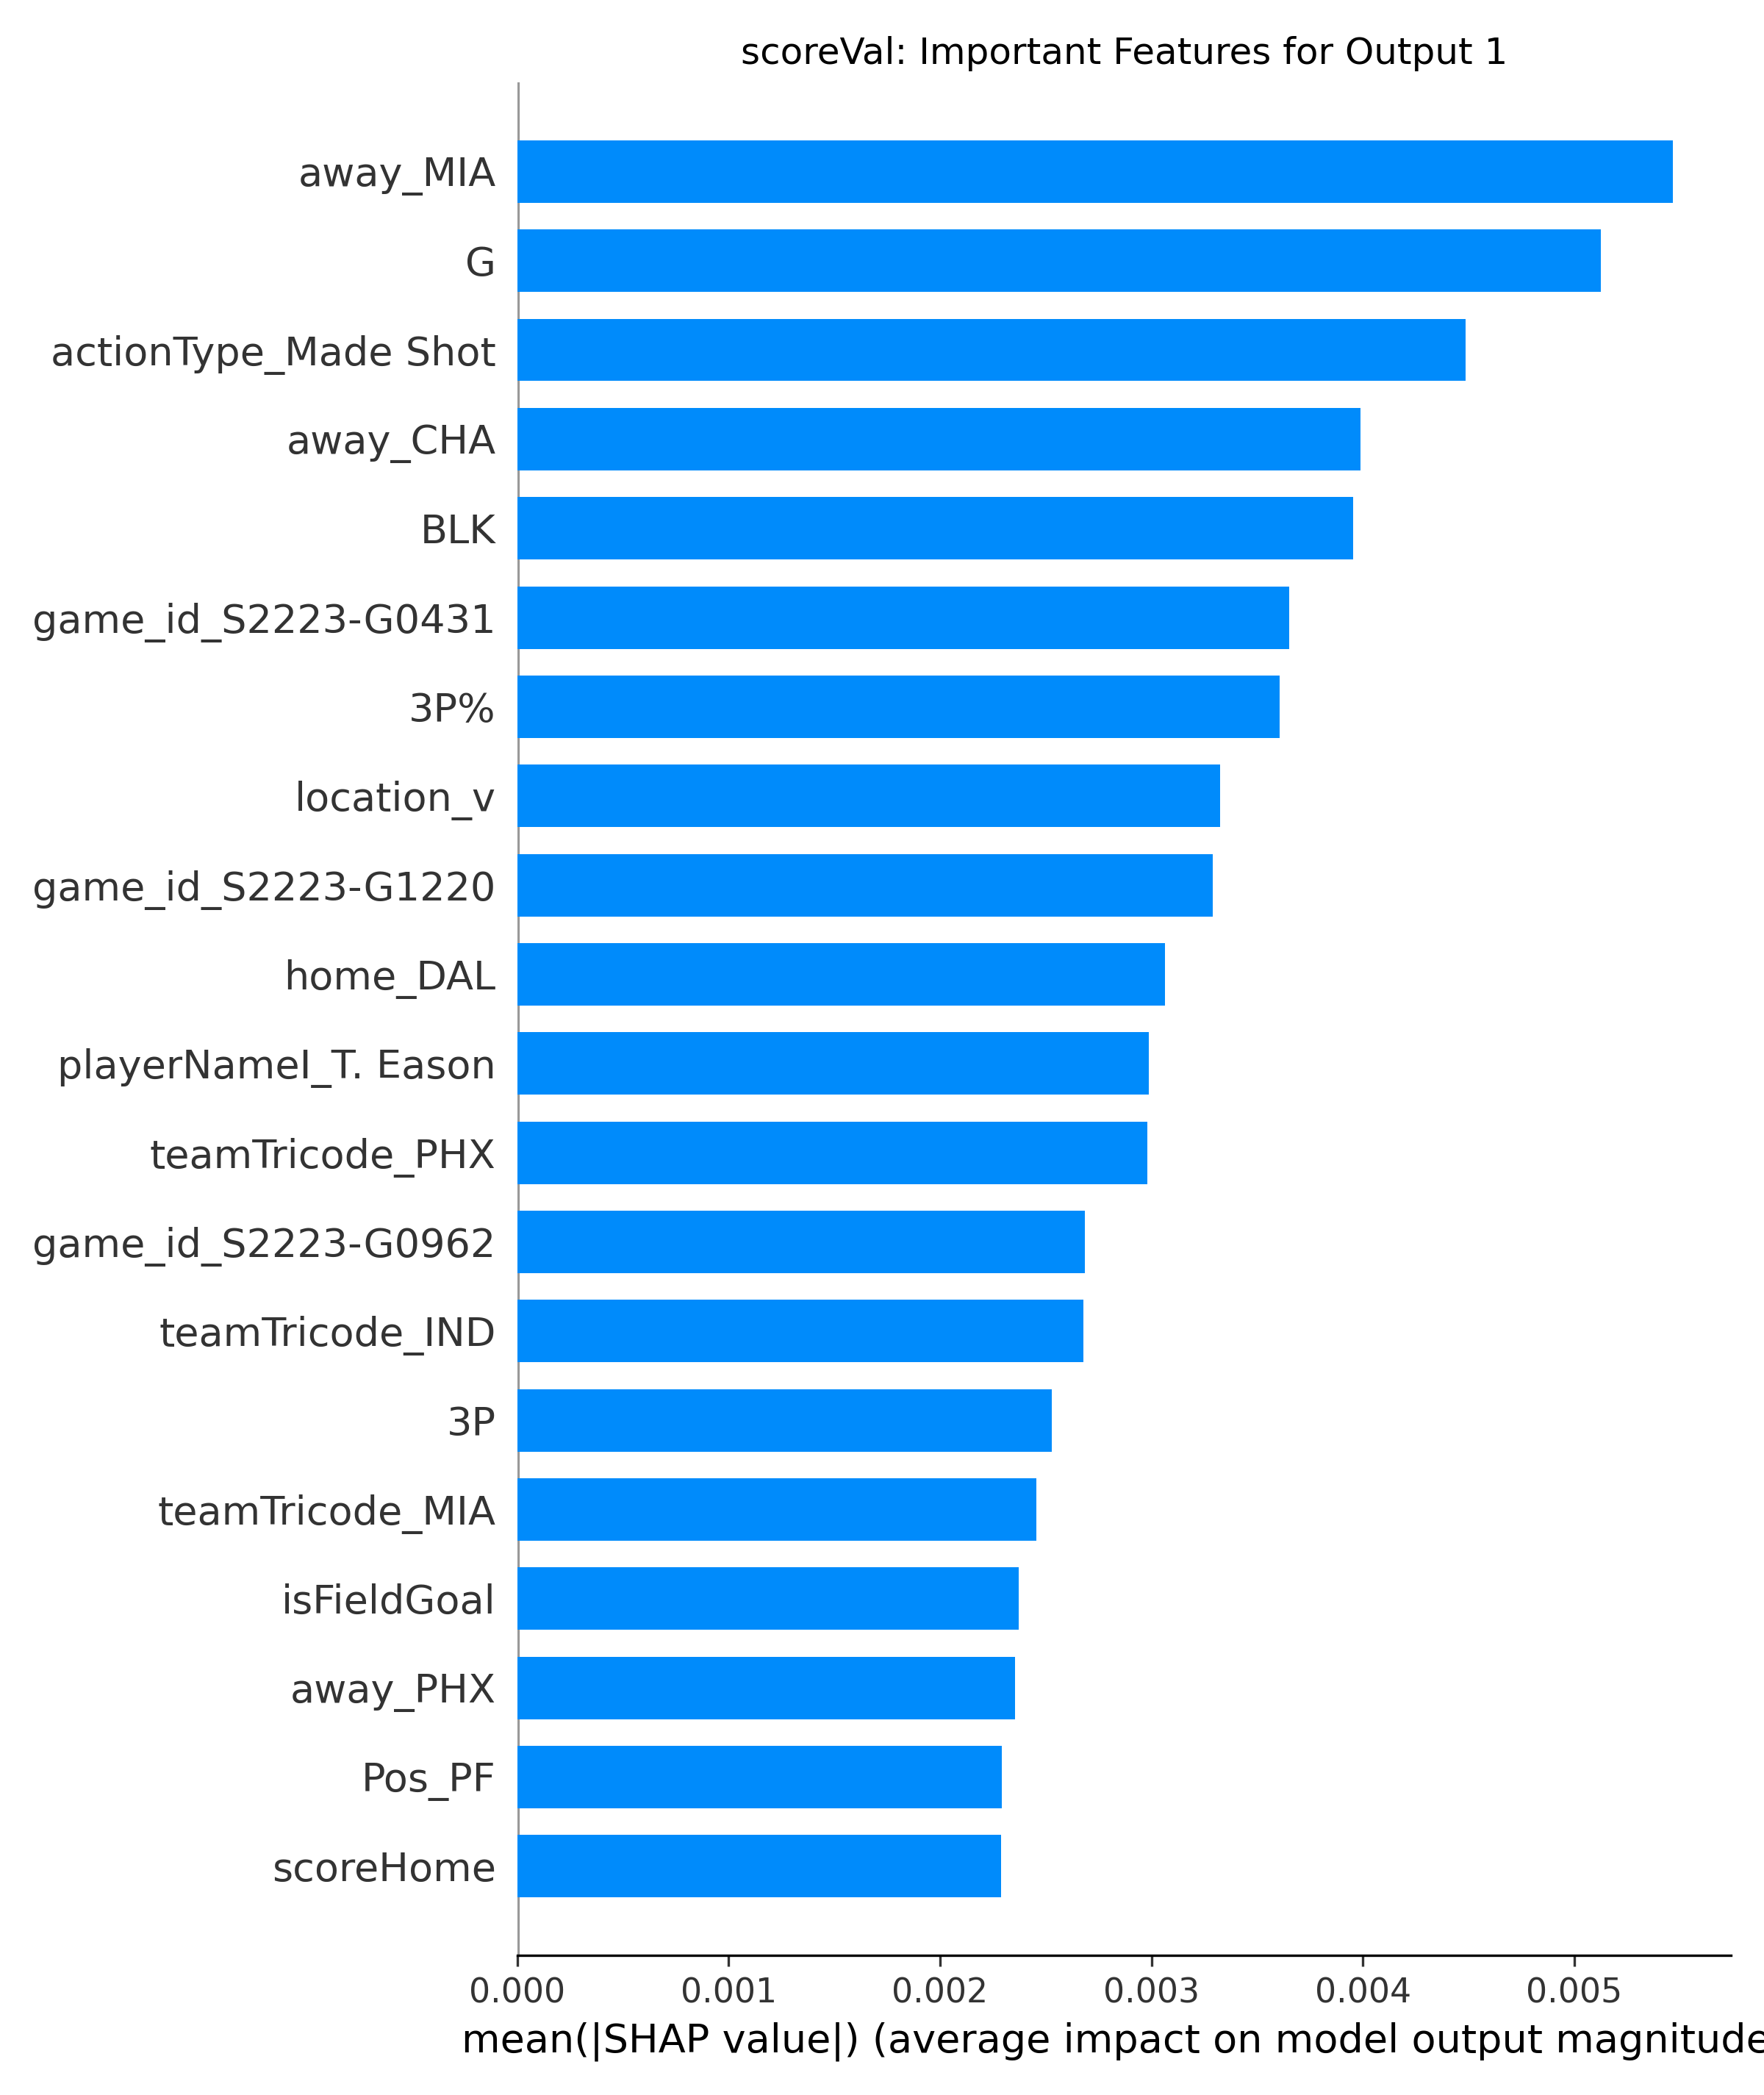 scoreVal: Important Features for Output 1
away_MIA
G
actionType_Made Shot
away_CHA
BLK
game_id_S2223-G0431
3P%
location_v
game_id_S2223-G1220
home_DAL
playerNameI_T. Eason
teamTricode_PHX
game_id_S2223-G0962
teamTricode_IND
3P
teamTricode_MIA
isFieldGoal
away_PHX
Pos_PF
scoreHome
0.000 0.001 0.002 0.003 0.004 0.005
mean(|SHAP value|) (average impact on model output magnitude